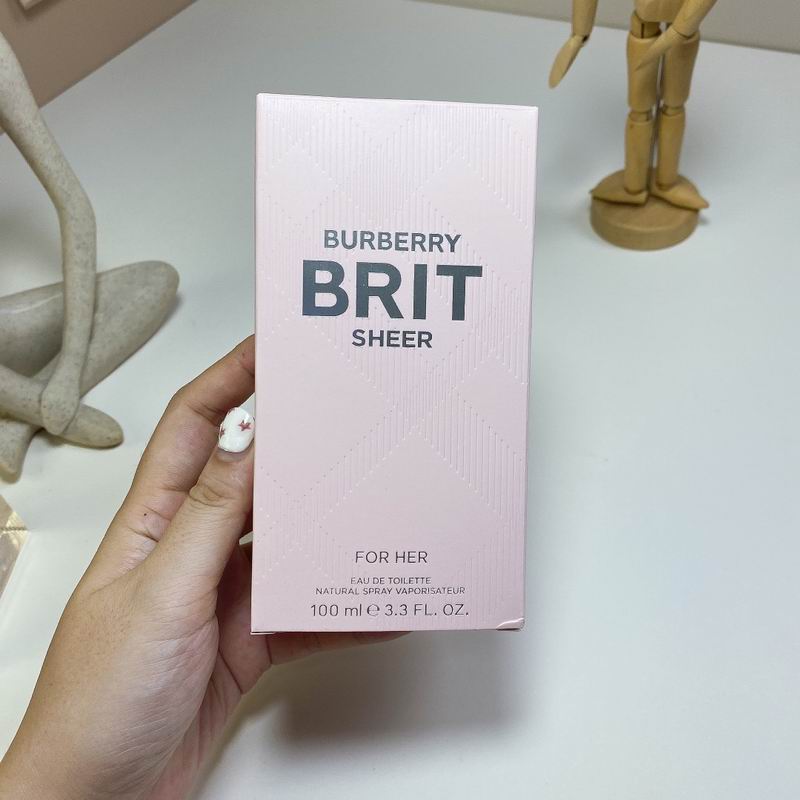 BURBERRY
BRIT
SHEER
FOR HER
EAU DE TOILETTE
NATURAL SPRAY VAPORISATEUR
100 ml ℮ 3.3 FL. OZ.